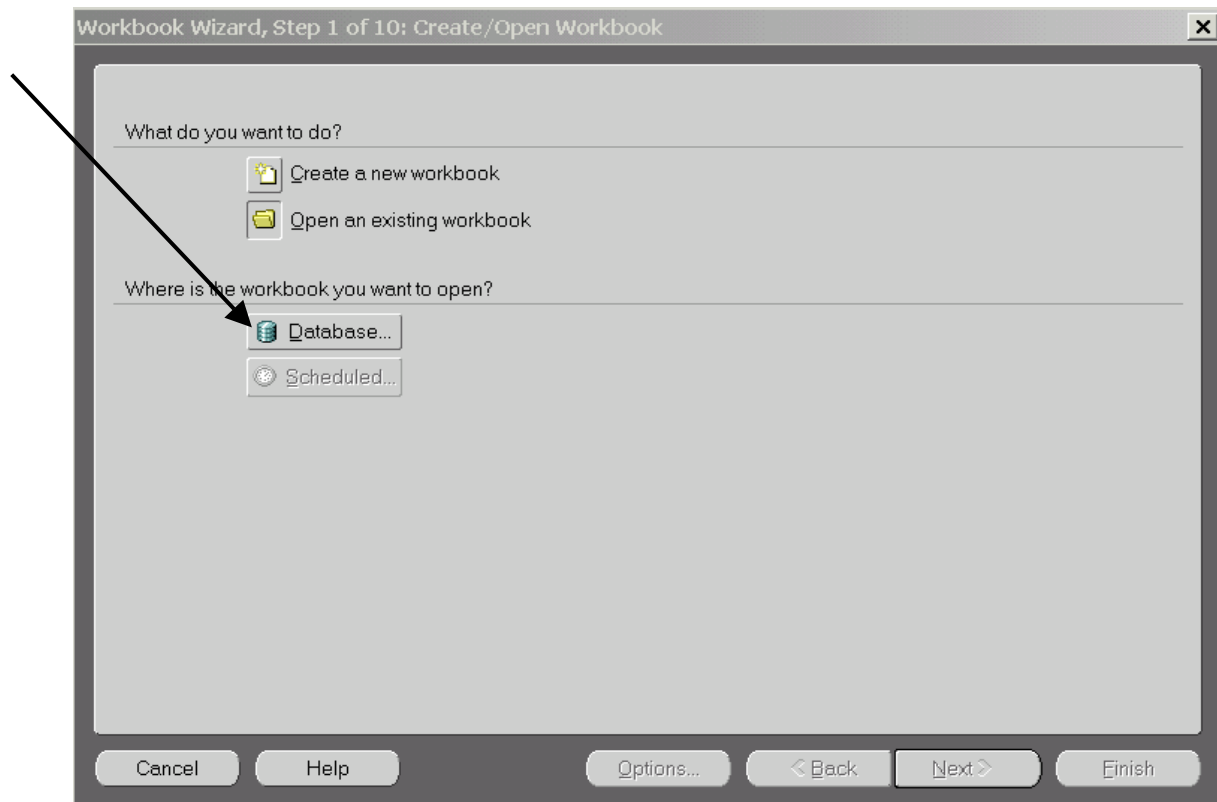 Workbook Wizard, Step 1 of 10: Create/Open Workbook
What do you want to do?
Create a new workbook
Open an existing workbook
Where is the workbook you want to open?
Database...
Scheduled...
Cancel Help Options... <Back Next> Finish